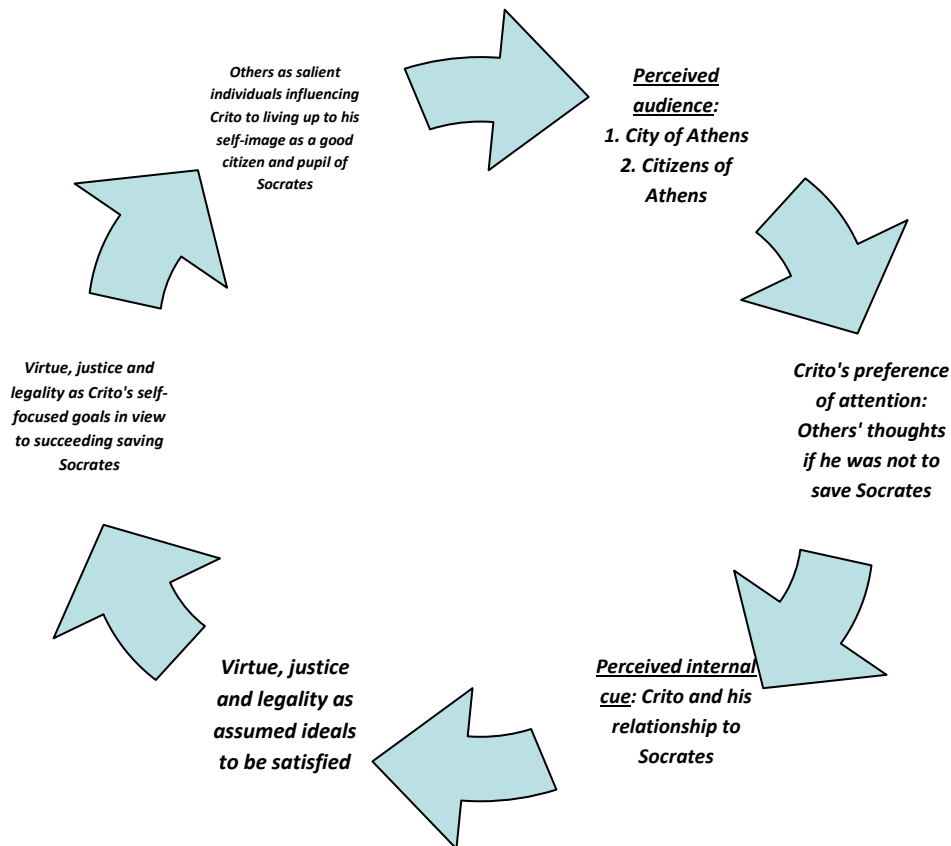 Others as salient
individuals influencing
Crito to living up to his
self-image as a good
citizen and pupil of
Socrates
Perceived
audience:
1. City of Athens
2. Citizens of
Athens
Crito's preference
of attention:
Others' thoughts
if he was not to
save Socrates
Perceived internal
cue: Crito and his
relationship to
Socrates
Virtue, justice
and legality as
assumed ideals
to be satisfied
Virtue, justice and
legality as Crito's self-
focused goals in view
to succeeding saving
Socrates